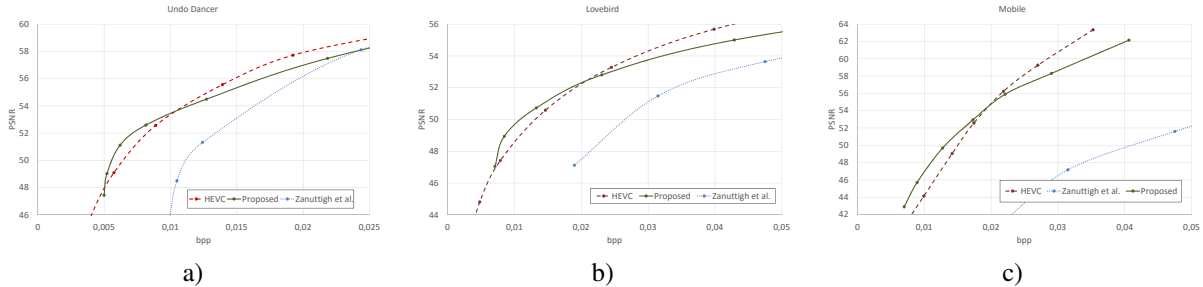 Undo Dancer
60
58
56
54
52
50
48
46
PSNR
0
0,005
0,01
0,015
0,02
0,025
bpp
HEVC
Proposed
Zanuttigh et al.
a)
Lovebird
56
54
52
50
48
46
44
PSNR
0
0,01
0,02
0,03
0,04
0,05
bpp
HEVC
Proposed
Zanuttigh et al.
b)
Mobile
64
62
60
58
56
54
52
50
48
46
44
42
PSNR
0
0,01
0,02
0,03
0,04
0,05
bpp
HEVC
Zanuttigh et al.
Proposed
c)